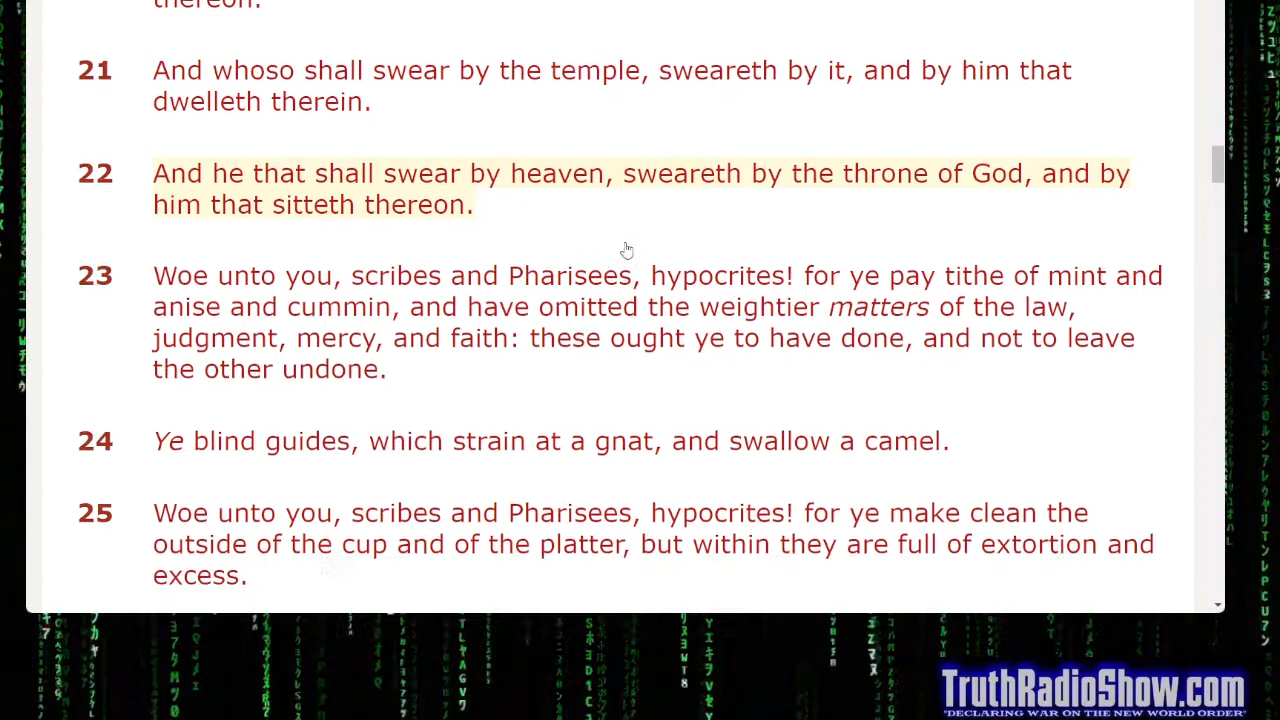 thereon.
21 And whoso shall swear by the temple, sweareth by it, and by him that
dwelleth therein.
22 And he that shall swear by heaven, sweareth by the throne of God, and by
him that sitteth thereon.
23 Woe unto you, scribes and Pharisees, hypocrites! for ye pay tithe of mint and
anise and cummin, and have omitted the weightier matters of the law,
judgment, mercy, and faith: these ought ye to have done, and not to leave
the other undone.
24 Ye blind guides, which strain at a gnat, and swallow a camel.
25 Woe unto you, scribes and Pharisees, hypocrites! for ye make clean the
outside of the cup and of the platter, but within they are full of extortion and
excess.
TruthRadioShow.com
"DECLARING WAR ON THE NEW WORLD ORDER"